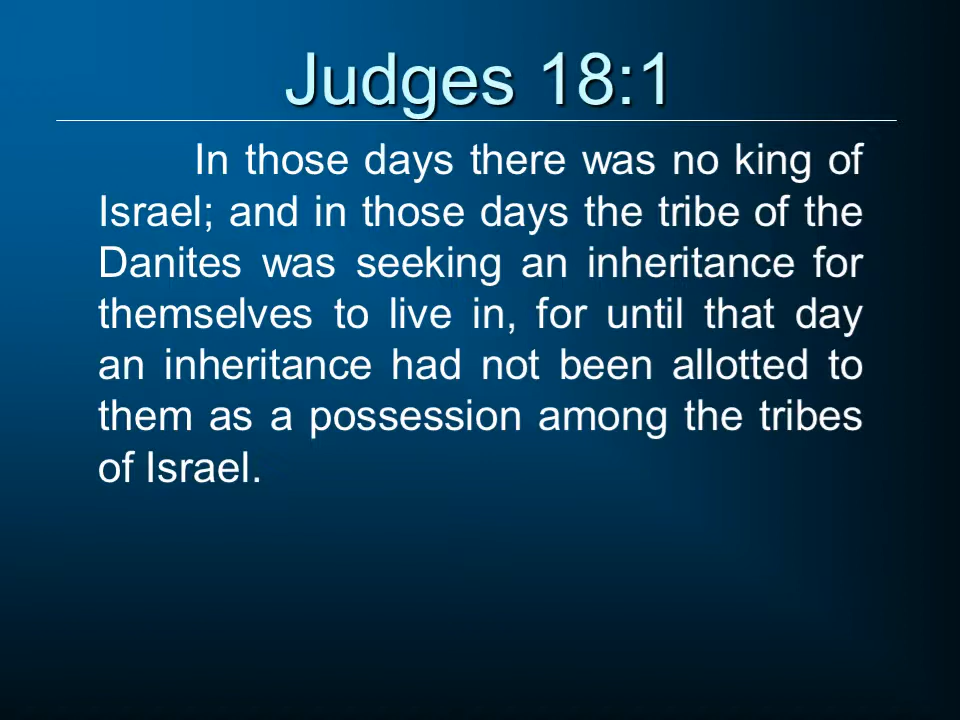 Judges 18:1
In those days there was no king of
Israel; and in those days the tribe of the
Danites was seeking an inheritance for
themselves to live in, for until that day
an inheritance had not been allotted to
them as a possession among the tribes
of Israel.